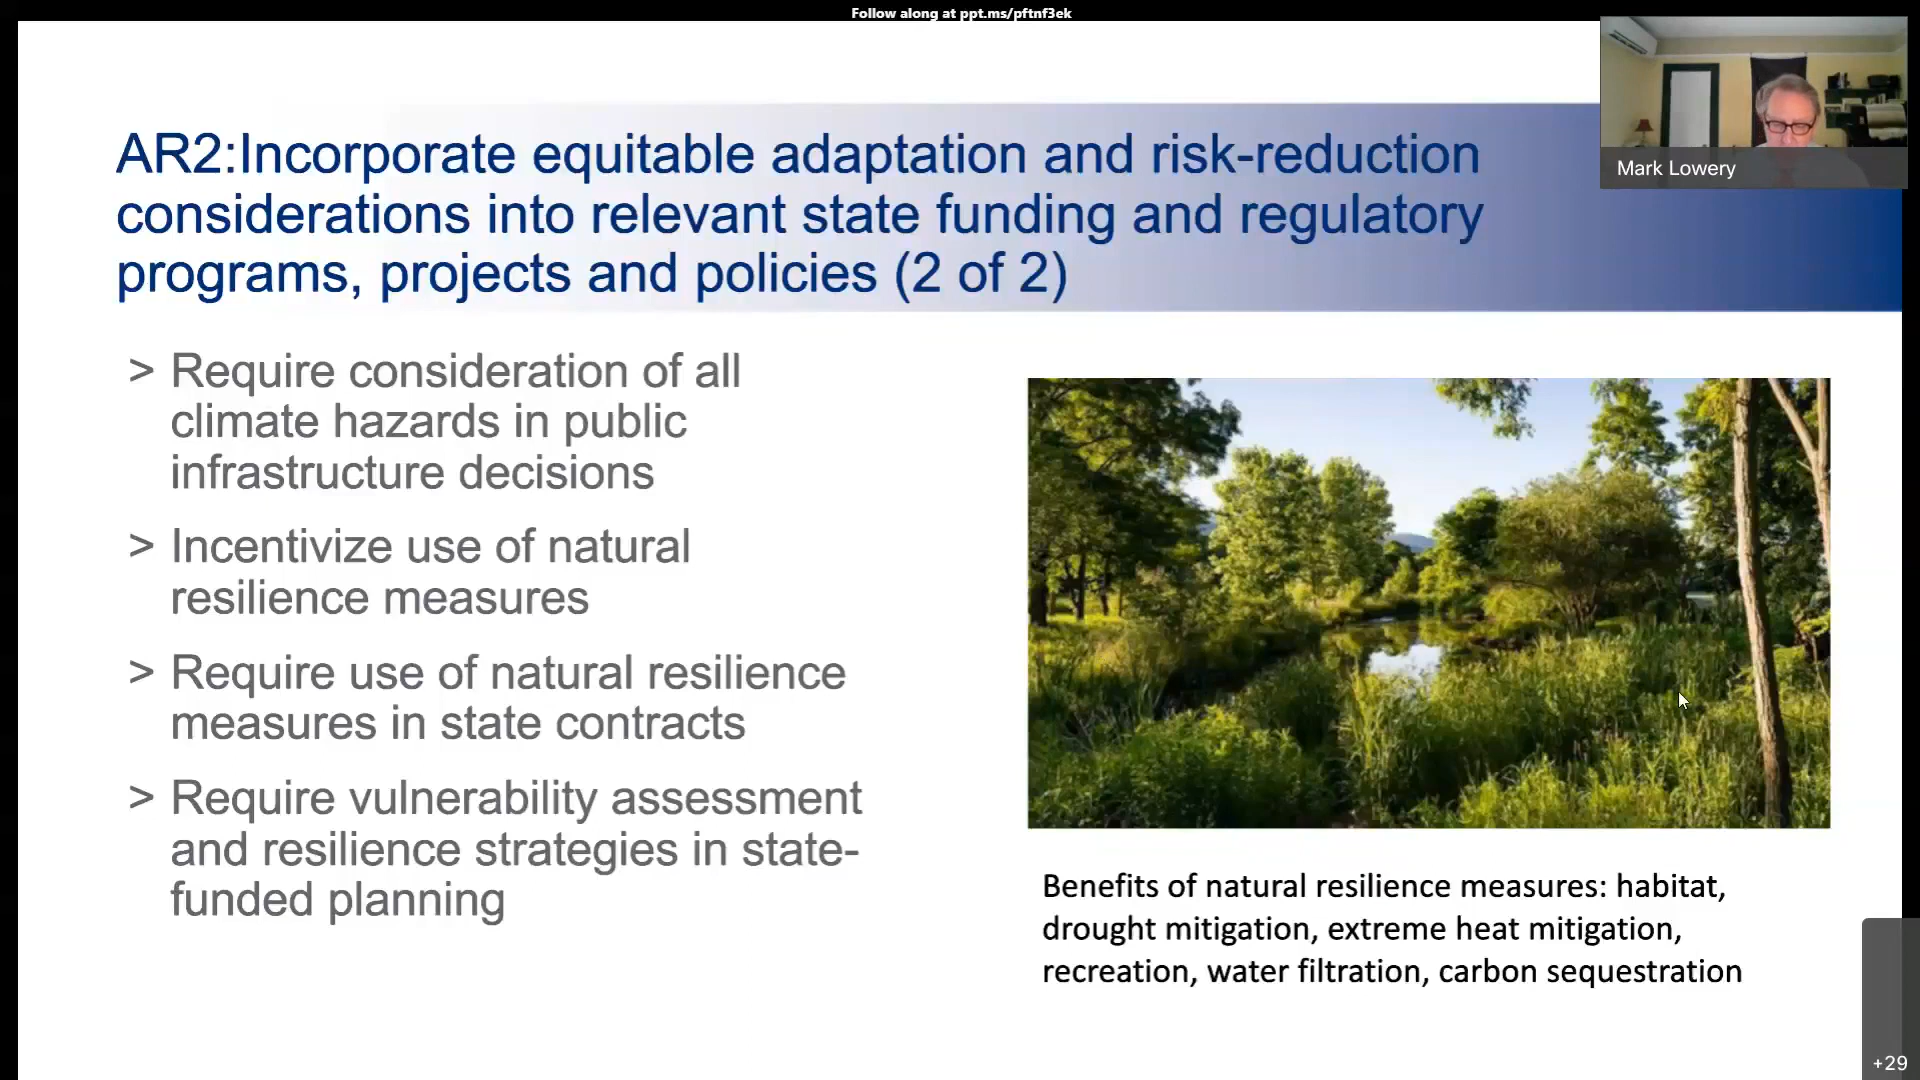 Follow along at ppt.ms/pftnf3ek
Mark Lowery
AR2:Incorporate equitable adaptation and risk-reduction
considerations into relevant state funding and regulatory
programs, projects and policies (2 of 2)
> Require consideration of all
climate hazards in public
infrastructure decisions
> Incentivize use of natural
resilience measures
> Require use of natural resilience
measures in state contracts
> Require vulnerability assessment
and resilience strategies in state-
funded planning
Benefits of natural resilience measures: habitat,
drought mitigation, extreme heat mitigation,
recreation, water filtration, carbon sequestration
+29